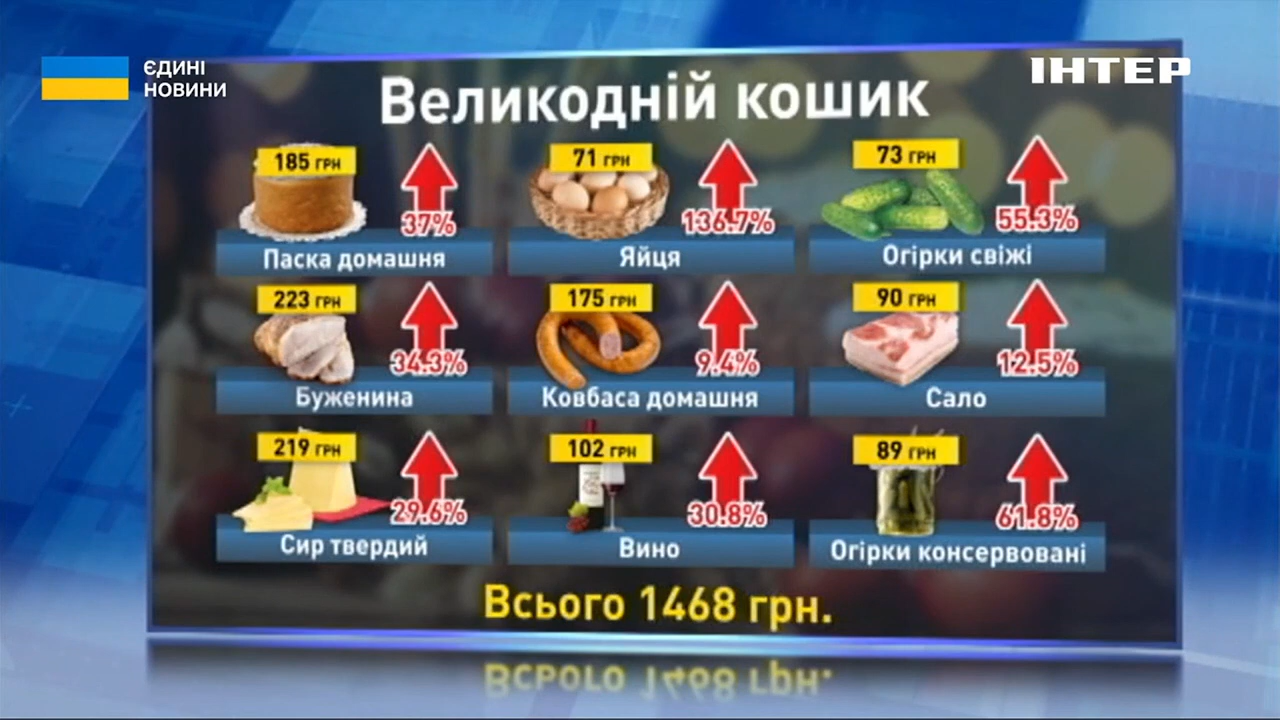 ЄДИНІ
НОВИНИ
ІНТЕР
Великодній кошик
185 ГРН
37%
Паска домашня
71 ГРН
136.7%
Яйця
73 ГРН
55.3%
Огірки свіжі
223 ГРН
34.3%
Буженина
175 ГРН
9.4%
Ковбаса домашня
90 ГРН
12.5%
Сало
219 ГРН
29.6%
Сир твердий
102 ГРН
30.8%
Вино
89 ГРН
61.8%
Огірки консервовані
Всього 1468 грн.